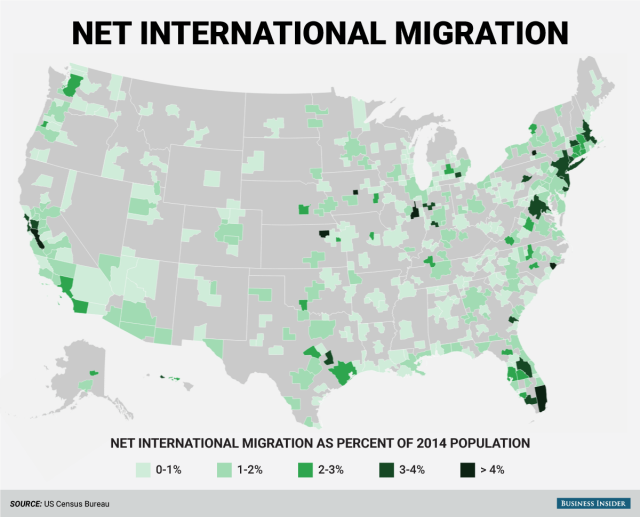 NET INTERNATIONAL MIGRATION
NET INTERNATIONAL MIGRATION AS PERCENT OF 2014 POPULATION
0-1% 1-2% 2-3% 3-4% > 4%
SOURCE: US Census Bureau BUSINESS INSIDER